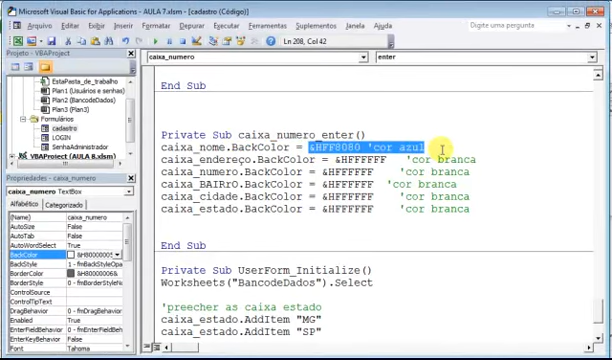 Microsoft Visual Basic for Applications - AULA 7.xlsm - [cadastro (Código)]
Arquivo Editar Exibir Inserir Formatar Depurar Executar Ferramentas Suplementos Janela Ajuda
Digite uma pergunta
Ln 208, Col 42
Projeto - VBAProject
EstaPasta_de_trabalho
Plan1 (Usuários e senhas)
Plan2 (BancodeDados)
Plan3 (Plan3)
Formulários
cadastro
LOGIN
SenhaAdministrador
VBAProject (AULA 8.xlsm)
Propriedades - caixa_numero
caixa_numero TextBox
Alfabético Categorizado
(Name) caixa_numero
AutoSize False
AutoTab False
AutoWordSelect True
BackColor &H80000005
BackStyle 1 - fmBackStyleOpa
BorderColor &H80000006&
BorderStyle 0 - fmBorderStyle
ControlSource
ControlTipText
DragBehavior 0 - fmDragBehavi
Enabled True
EnterFieldBehavior 0 - fmEnterFieldB
EnterKeyBehavior False
Font Tahoma
caixa_numero
enter
End Sub
Private Sub caixa_numero_enter()
caixa_nome.BackColor = &HFF8080 'cor azul
caixa_endereço.BackColor = &HFFFFFF 'cor branca
caixa_numero.BackColor = &HFFFFFF 'cor branca
caixa_BAIRrO.BackColor = &HFFFFFF 'cor branca
caixa_cidade.BackColor = &HFFFFFF 'cor branca
caixa_estado.BackColor = &HFFFFFF 'cor branca
End Sub
Private Sub UserForm_Initialize()
Worksheets("BancodeDados").Select
'preecher as caixa estado
caixa_estado.AddItem "MG"
caixa_estado.AddItem "SP"